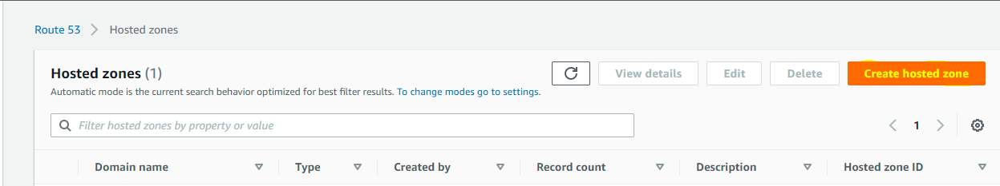 Route 53 > Hosted zones
Hosted zones (1)
View details
Edit
Delete
Create hosted zone
Automatic mode is the current search behavior optimized for best filter results. To change modes go to settings.
Filter hosted zones by property or value
1
Domain name
Type
Created by
Record count
Description
Hosted zone ID